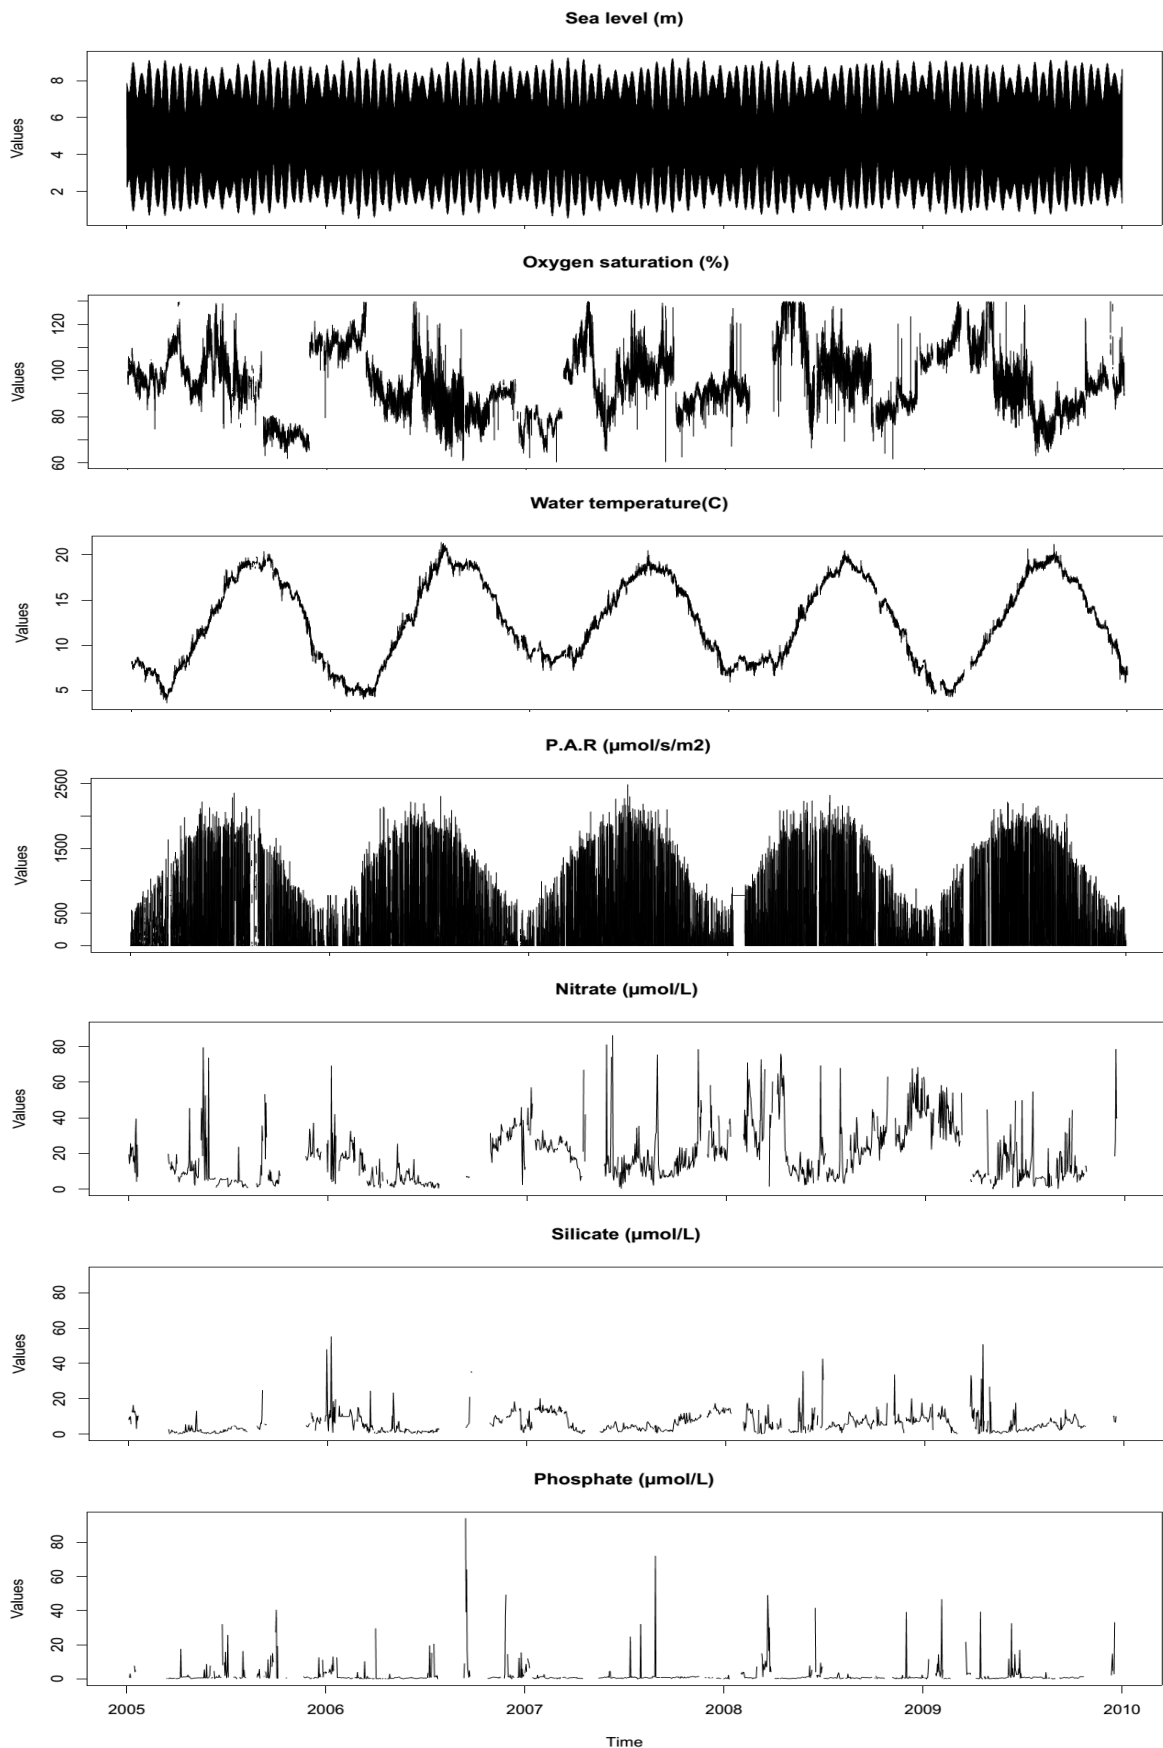 Sea level (m)
Values
8
6
4
2
Oxygen saturation (%)
Values
120
100
80
60
Water temperature(C)
Values
20
15
10
5
P.A.R (µmol/s/m2)
Values
2500
1500
500
0
Nitrate (µmol/L)
Values
80
60
40
20
0
Silicate (µmol/L)
Values
80
60
40
20
0
Phosphate (µmol/L)
Values
80
60
40
20
0
2005 2006 2007 2008 2009 2010
Time